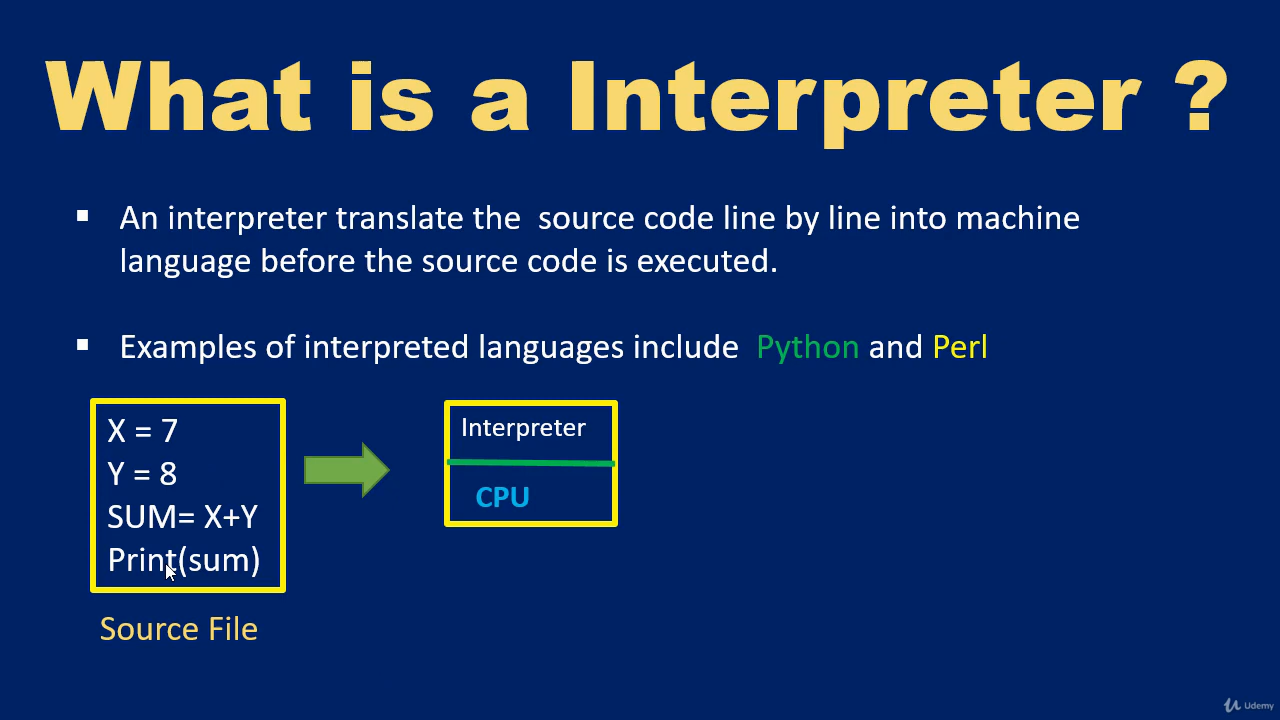 What is a Interpreter ?
▪ An interpreter translate the source code line by line into machine
language before the source code is executed.
▪ Examples of interpreted languages include Python and Perl
X = 7
Y = 8
SUM= X+Y
Print(sum)
Interpreter
CPU
Source File
Udemy